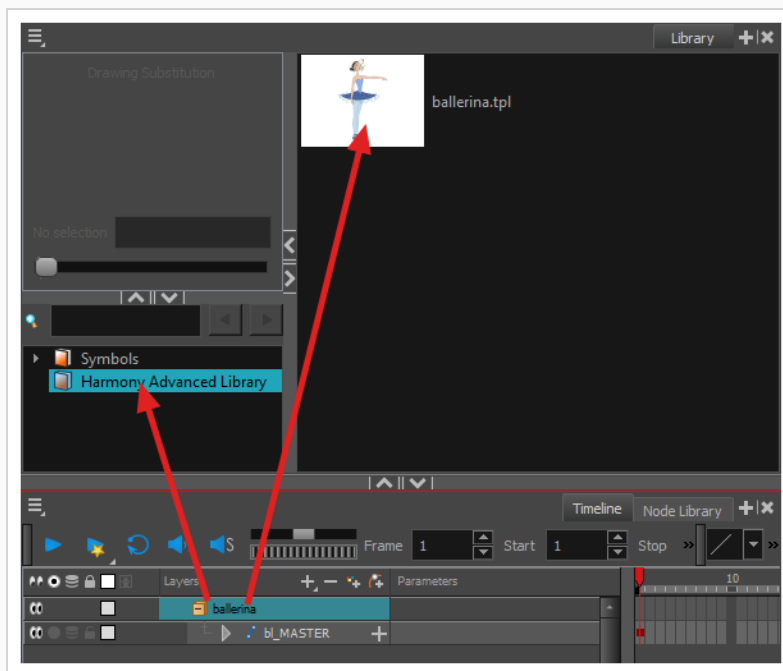 Library
Drawing Substitution
ballerina.tpl
No selection
Symbols
Harmony Advanced Library
Timeline
Node Library
S
Frame 1 Start 1 Stop
Layers Parameters 10
ballerina
bl_MASTER